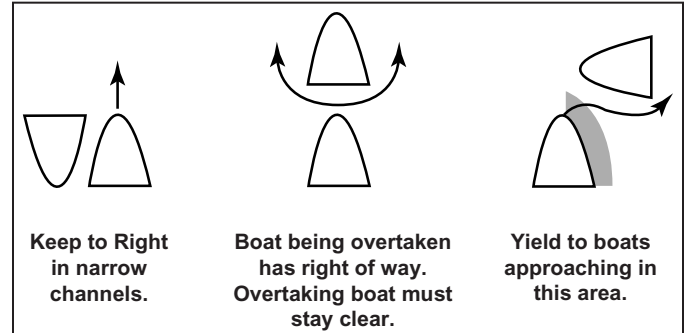 Keep to Right
in narrow
channels.
Boat being overtaken
has right of way.
Overtaking boat must
stay clear.
Yield to boats
approaching in
this area.